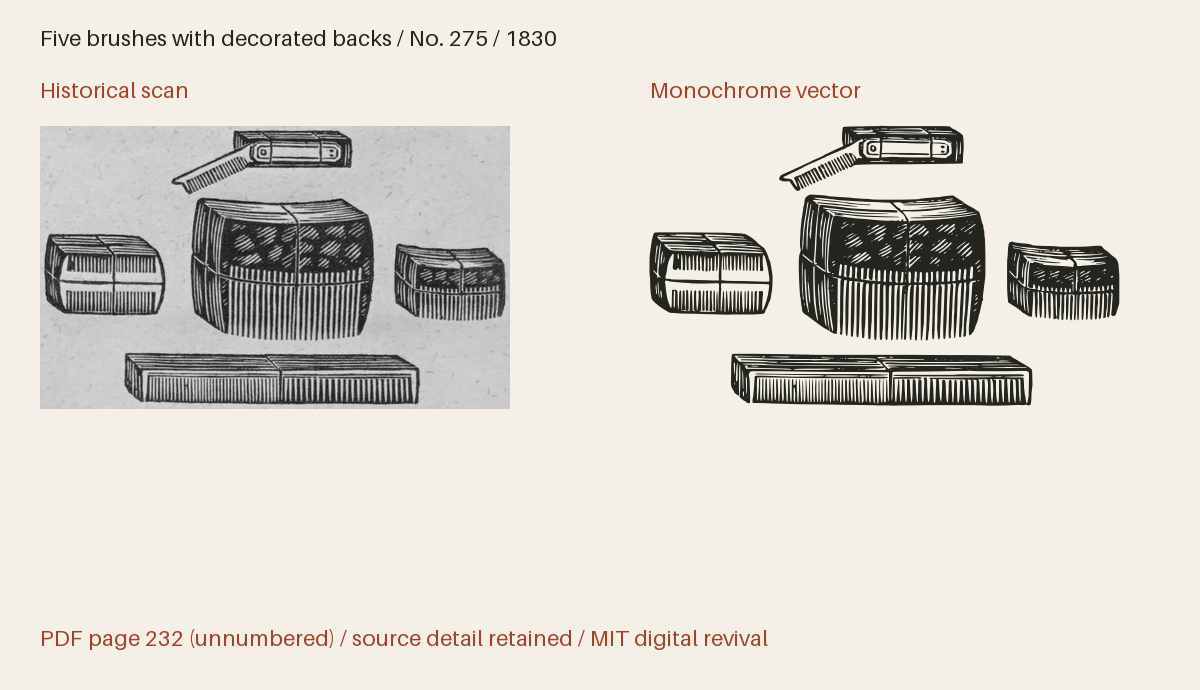 Five brushes with decorated backs / No. 275 / 1830
Historical scan
Monochrome vector
PDF page 232 (unnumbered) / source detail retained / MIT digital revival